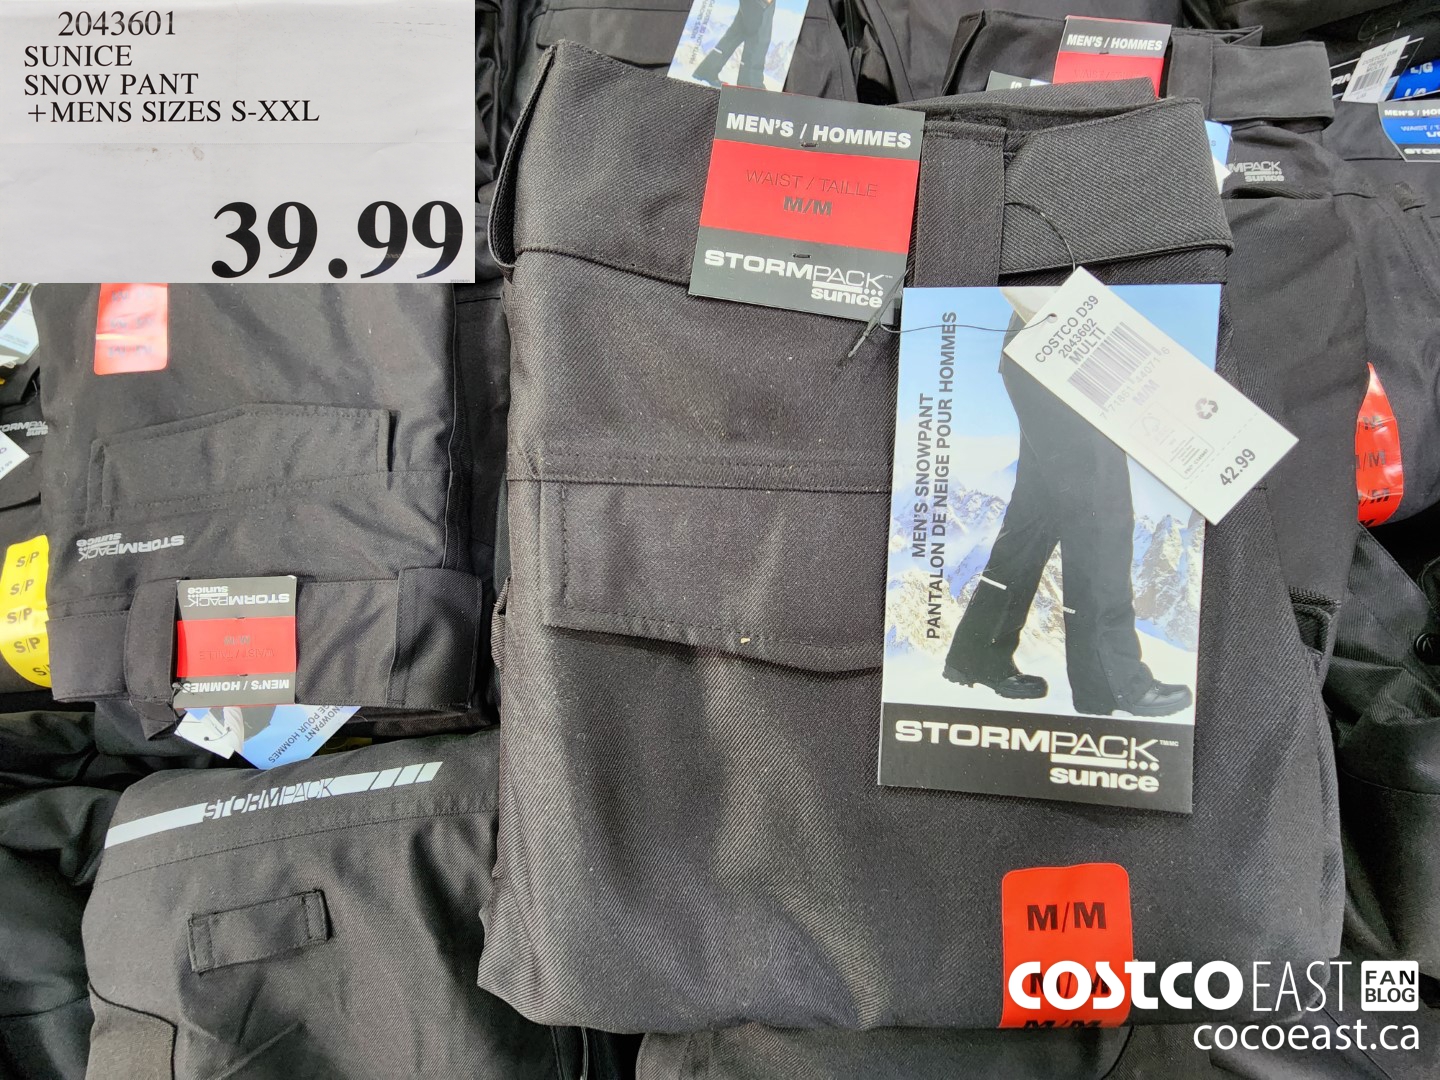 2043601
SUNICE
SNOW PANT
+MENS SIZES S-XXL
39.99
MEN'S / HOMMES
WAIST / TAILLE
M/M
STORMPACK
sunice
MEN'S / HOMMES
COSTCO D39
2043602
MULTI
M/M
42.99
MEN'S SNOWPANT
PANTALON DE NEIGE POUR HOMMES
STORMPACK
sunice
M/M
M/M
M/M
STORMPACK
sunice
STORMPACK
sunice
WAIST / TAILLE
MEN'S / HOMMES
S/P
S/P
S/P
S/P
STORMPACK
COSTCO EAST FAN BLOG
cocoeast.ca